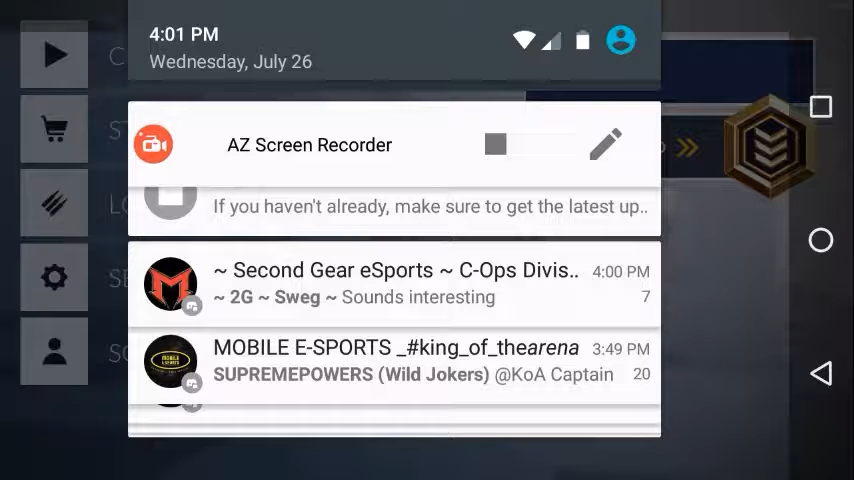 4:01 PM
Wednesday, July 26
AZ Screen Recorder
If you haven't already, make sure to get the latest up..
~ Second Gear eSports ~ C-Ops Divis.. 4:00 PM
~ 2G ~ Sweg ~ Sounds interesting 7
MOBILE E-SPORTS _#king_of_thearena 3:49 PM
SUPREMEPOWERS (Wild Jokers) @KoA Captain 20